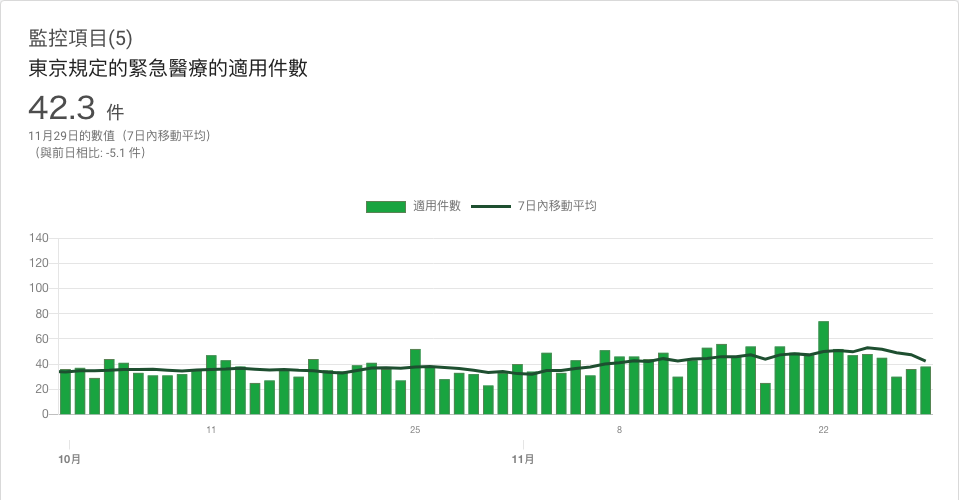 監控項目(5)
東京規定的緊急醫療的適用件數
42.3 件
11月29日的數值（7日內移動平均）
（與前日相比: -5.1 件）
適用件數 7日內移動平均
140
120
100
80
60
40
20
0
11 25 8 22
10月 11月